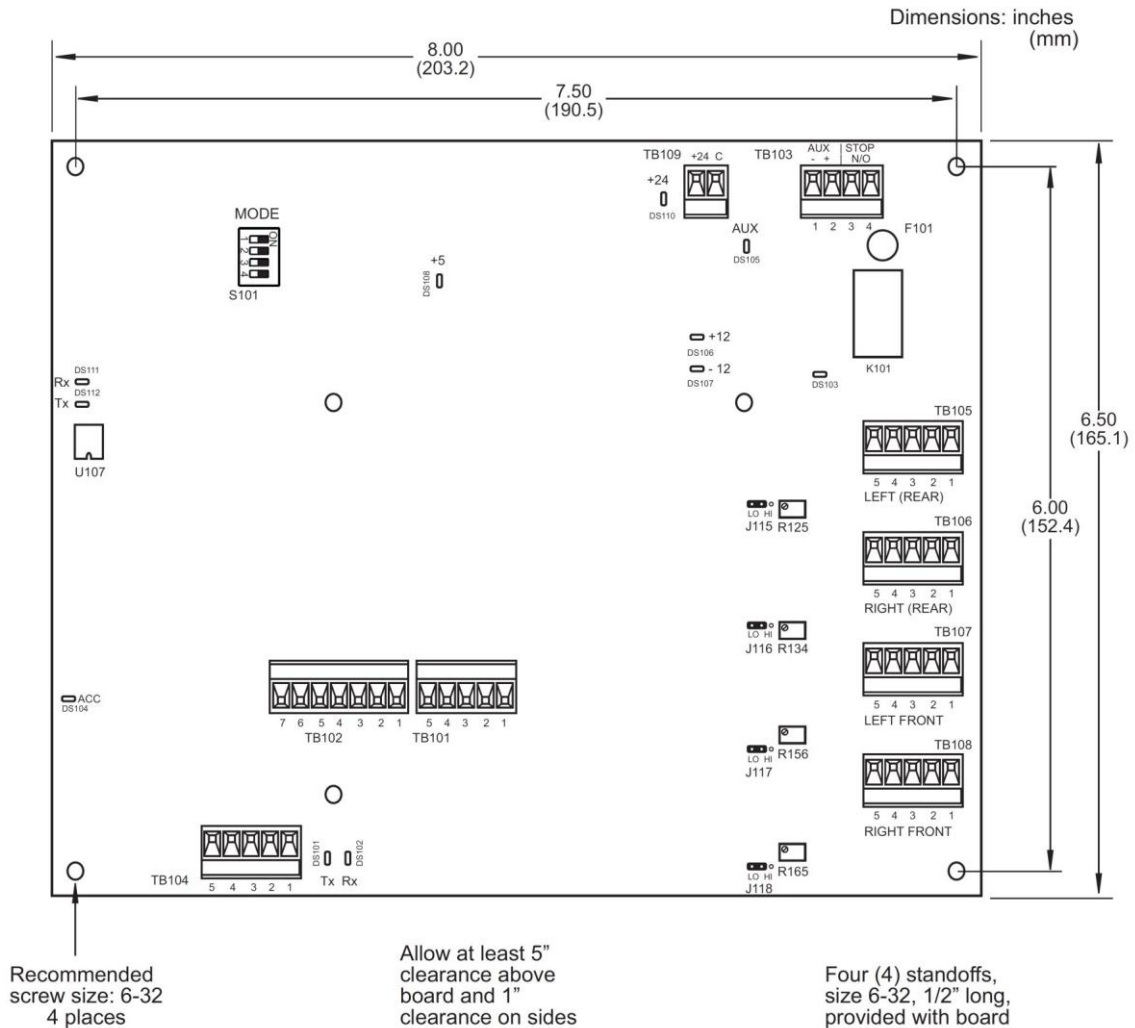 Dimensions: inches
(mm)
8.00
(203.2)
7.50
(190.5)
TB109 +24 C
TB103 AUX STOP
- + N/O
+24
DS110
1 2 3 4
F101
AUX
DS105
MODE
ON
1
2
3
4
S101
+5
DS108
+12
DS106
- 12
DS107
DS103
K101
DS111
Rx
DS112
Tx
U107
TB105
5 4 3 2 1
LEFT (REAR)
6.50
(165.1)
6.00
(152.4)
LO HI
J115 R125
TB106
5 4 3 2 1
RIGHT (REAR)
LO HI
J116 R134
TB107
5 4 3 2 1
LEFT FRONT
ACC
DS104
7 6 5 4 3 2 1
TB102
5 4 3 2 1
TB101
LO HI
J117 R156
TB108
5 4 3 2 1
RIGHT FRONT
LO HI
J118 R165
TB104 5 4 3 2 1
DS101 DS102
Tx Rx
Recommended
screw size: 6-32
4 places
Allow at least 5”
clearance above
board and 1”
clearance on sides
Four (4) standoffs,
size 6-32, 1/2” long,
provided with board